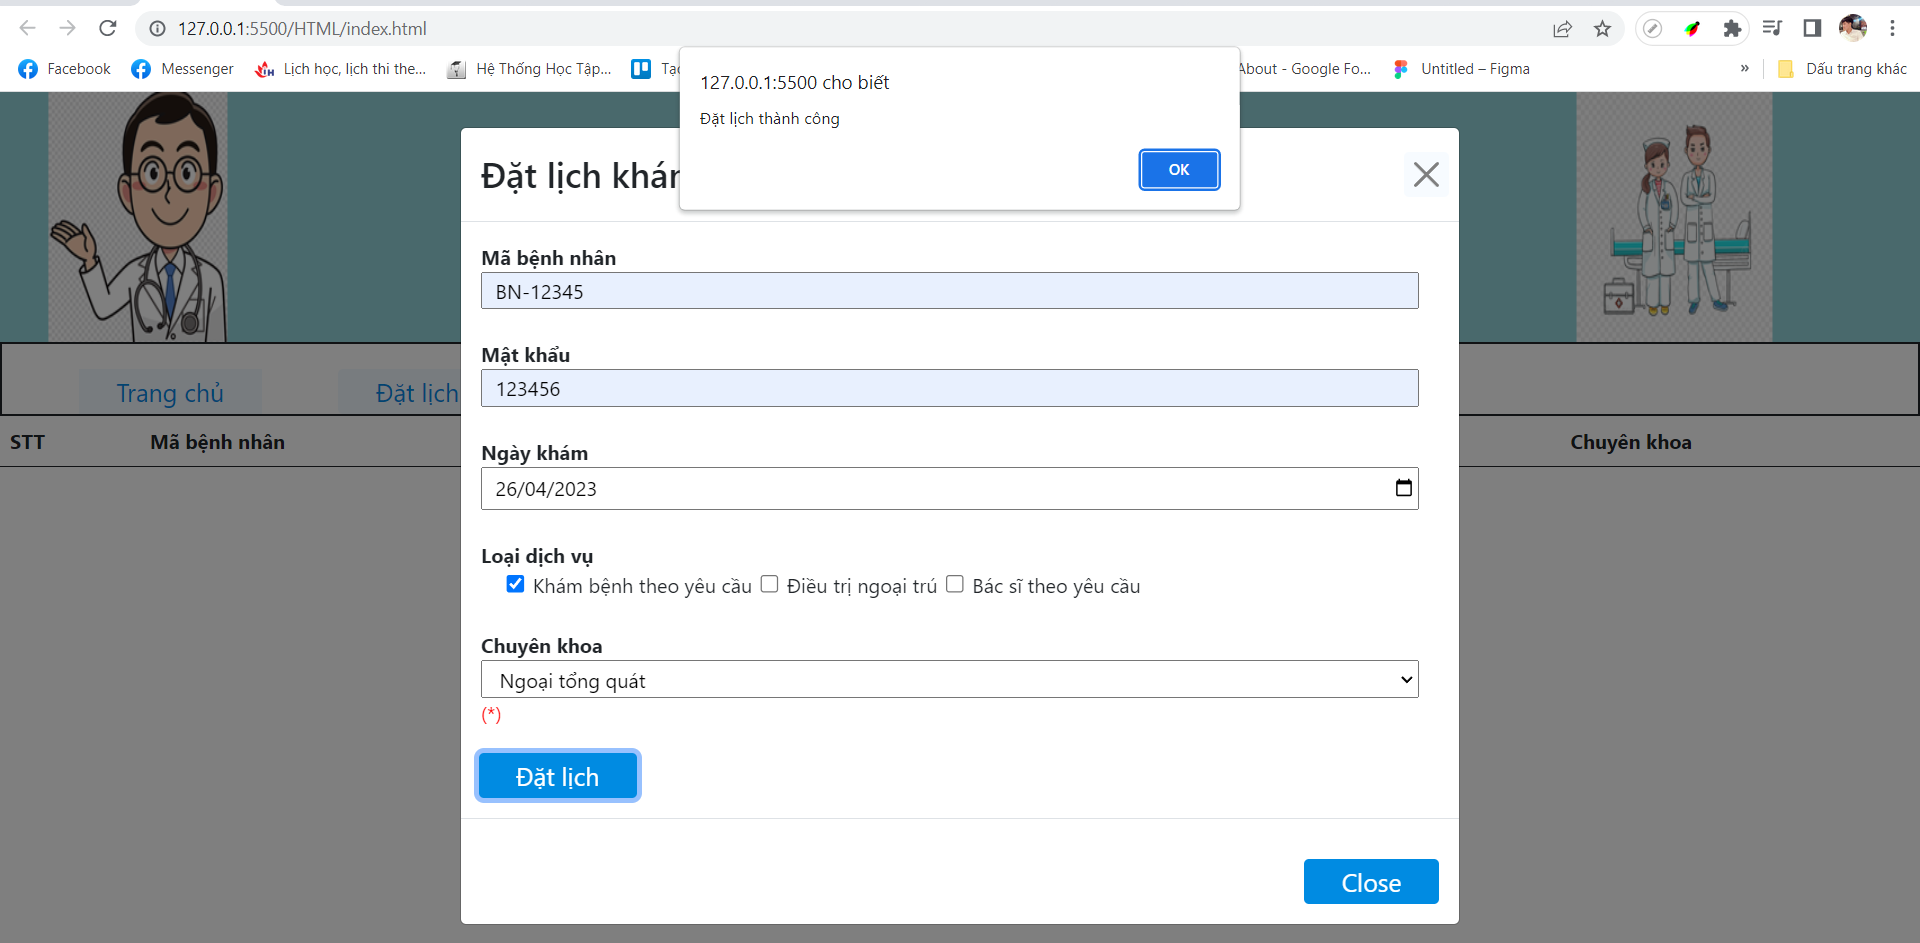 127.0.0.1:5500/HTML/index.html
Facebook
Messenger
Lịch học, lịch thi the...
Hệ Thống Học Tập...
About - Google Fo...
Untitled – Figma
»
Dấu trang khác
127.0.0.1:5500 cho biết
Đặt lịch thành công
OK
Đặt lịch
Mã bệnh nhân
BN-12345
Mật khẩu
123456
Ngày khám
26/04/2023
Loại dịch vụ
Khám bệnh theo yêu cầu Điều trị ngoại trú Bác sĩ theo yêu cầu
Chuyên khoa
Ngoại tổng quát
(*)
Đặt lịch
Close
Trang chủ
Đặt lịch
STT Mã bệnh nhân Chuyên khoa